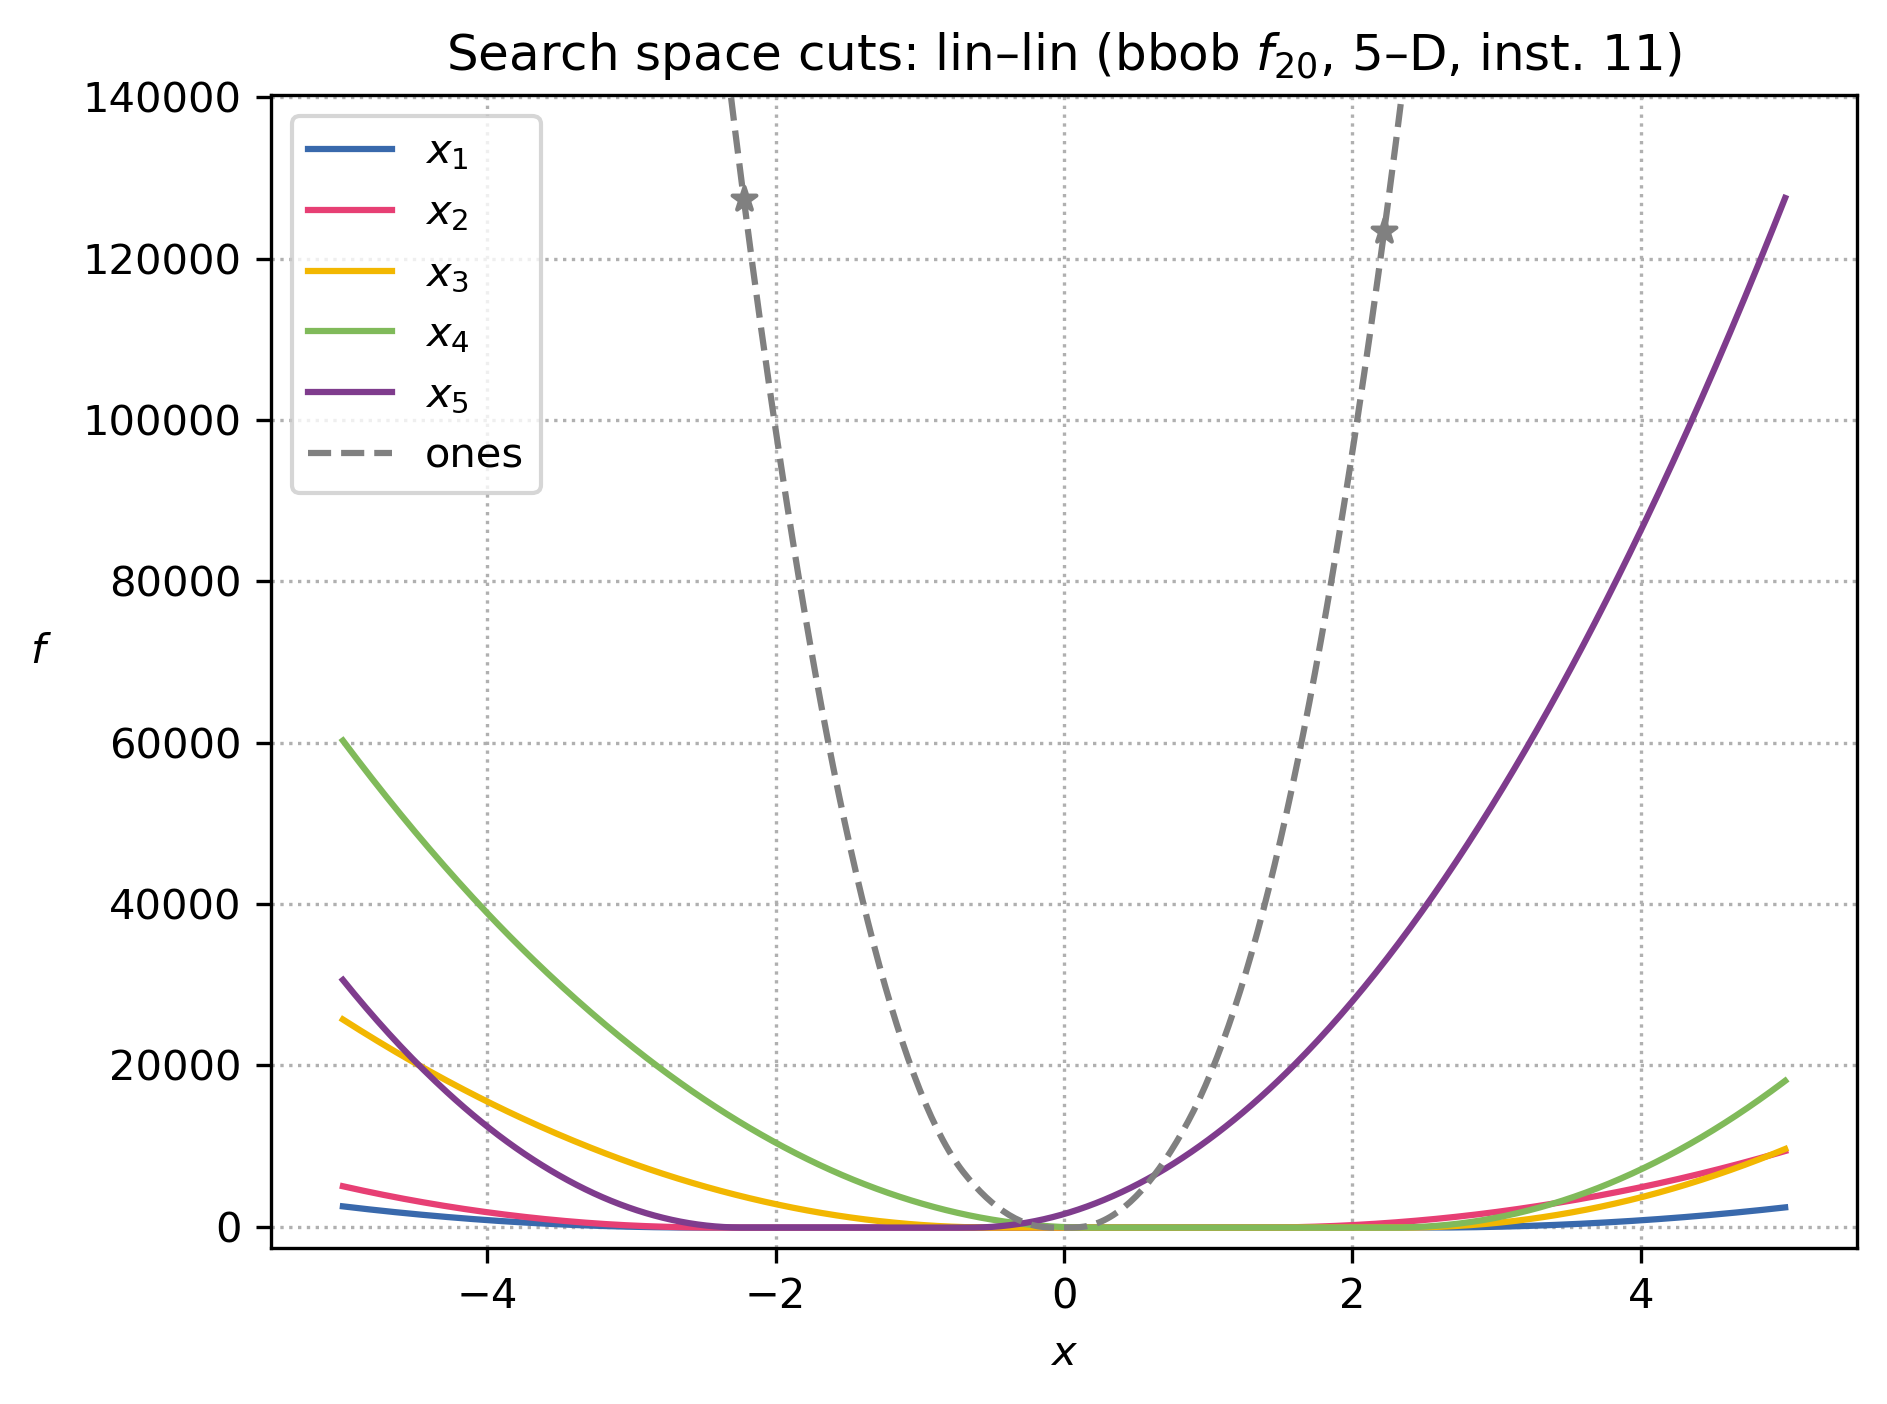 Search space cuts: lin–lin (bbob f₂₀, 5–D, inst. 11)
140000
120000
100000
80000
60000
40000
20000
0
f
x₁
x₂
x₃
x₄
x₅
ones
−4
−2
0
2
4
x